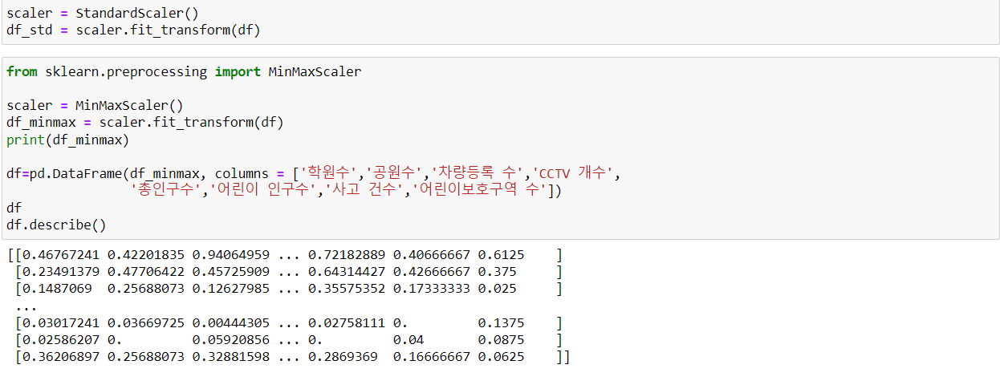 scaler = StandardScaler()
df_std = scaler.fit_transform(df)
from sklearn.preprocessing import MinMaxScaler
scaler = MinMaxScaler()
df_minmax = scaler.fit_transform(df)
print(df_minmax)
df=pd.DataFrame(df_minmax, columns = ['학원수','공원수','차량등록 수','CCTV 개수',
'총인구수','어린이 인구수','사고 건수','어린이보호구역 수'])
df
df.describe()
[[0.46767241 0.42201835 0.94064959 ... 0.72182889 0.40666667 0.6125    ]
[0.23491379 0.47706422 0.45725909 ... 0.64314427 0.42666667 0.375     ]
[0.1487069  0.25688073 0.12627985 ... 0.35575352 0.17333333 0.025     ]
...
[0.03017241 0.03669725 0.00444305 ... 0.02758111 0.         0.1375    ]
[0.02586207 0.         0.05920856 ... 0.         0.04       0.0875    ]
[0.36206897 0.25688073 0.32881598 ... 0.2869369  0.16666667 0.0625    ]]